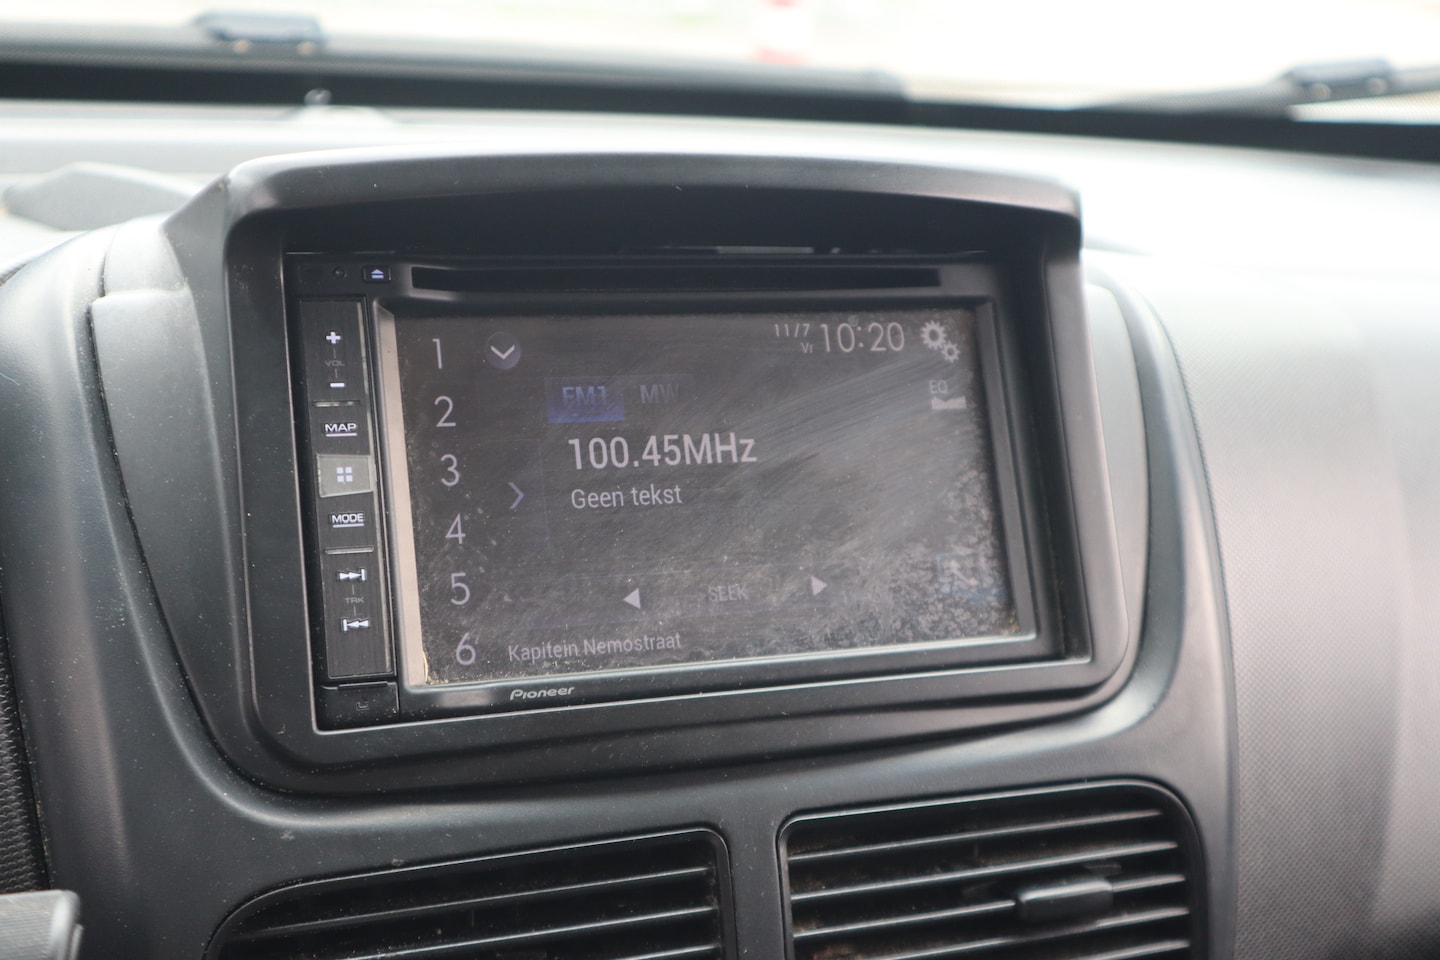 11/7
Vr
10:20
EQ
1
2
3
4
5
6
FM1 MW
100.45MHz
Geen tekst
SEEK
Kapitein Nemostraat
VOL
MAP
MODE
TRK
Pioneer